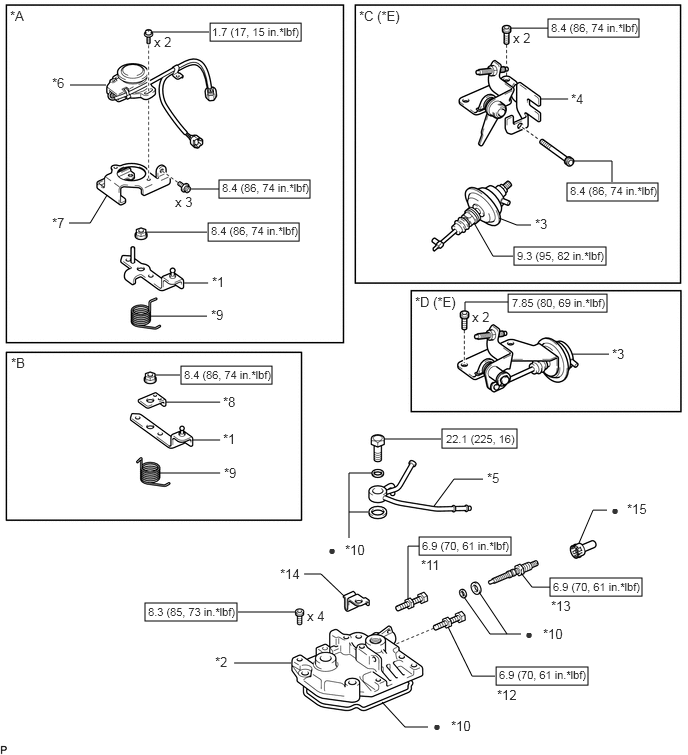 *A
1.7 (17, 15 in.*lbf)
x 2
*6
8.4 (86, 74 in.*lbf)
x 3
*7
8.4 (86, 74 in.*lbf)
*1
*9
*B
8.4 (86, 74 in.*lbf)
*8
*1
*9
*C (*E)
8.4 (86, 74 in.*lbf)
x 2
*4
8.4 (86, 74 in.*lbf)
*3
9.3 (95, 82 in.*lbf)
*D (*E)
7.85 (80, 69 in.*lbf)
x 2
*3
22.1 (225, 16)
*5
● *10
● *15
*14
6.9 (70, 61 in.*lbf)
*11
6.9 (70, 61 in.*lbf)
*13
8.3 (85, 73 in.*lbf)
x 4
● *10
*2
6.9 (70, 61 in.*lbf)
*12
● *10
P